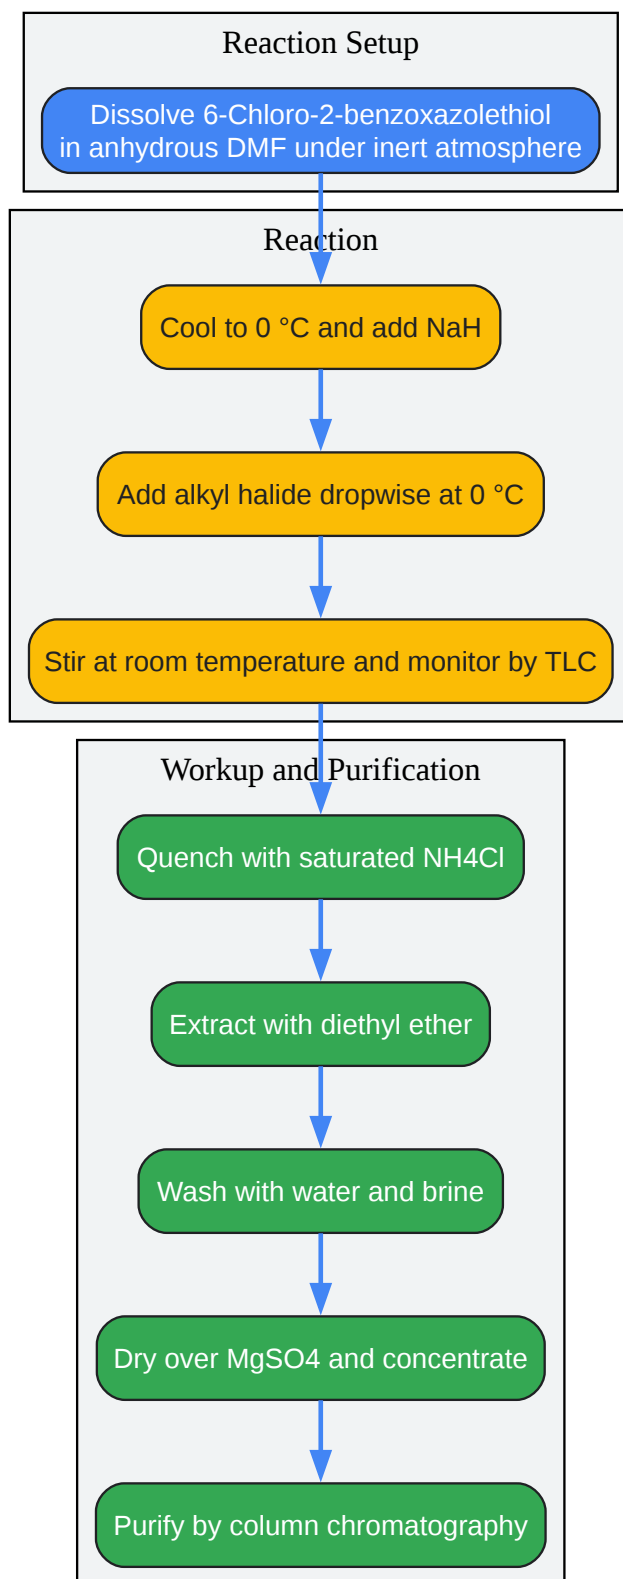 Reaction Setup
Dissolve 6-Chloro-2-benzoxazolethiol
in anhydrous DMF under inert atmosphere
Reaction
Cool to 0 °C and add NaH
Add alkyl halide dropwise at 0 °C
Stir at room temperature and monitor by TLC
Workup and Purification
Quench with saturated NH4Cl
Extract with diethyl ether
Wash with water and brine
Dry over MgSO4 and concentrate
Purify by column chromatography